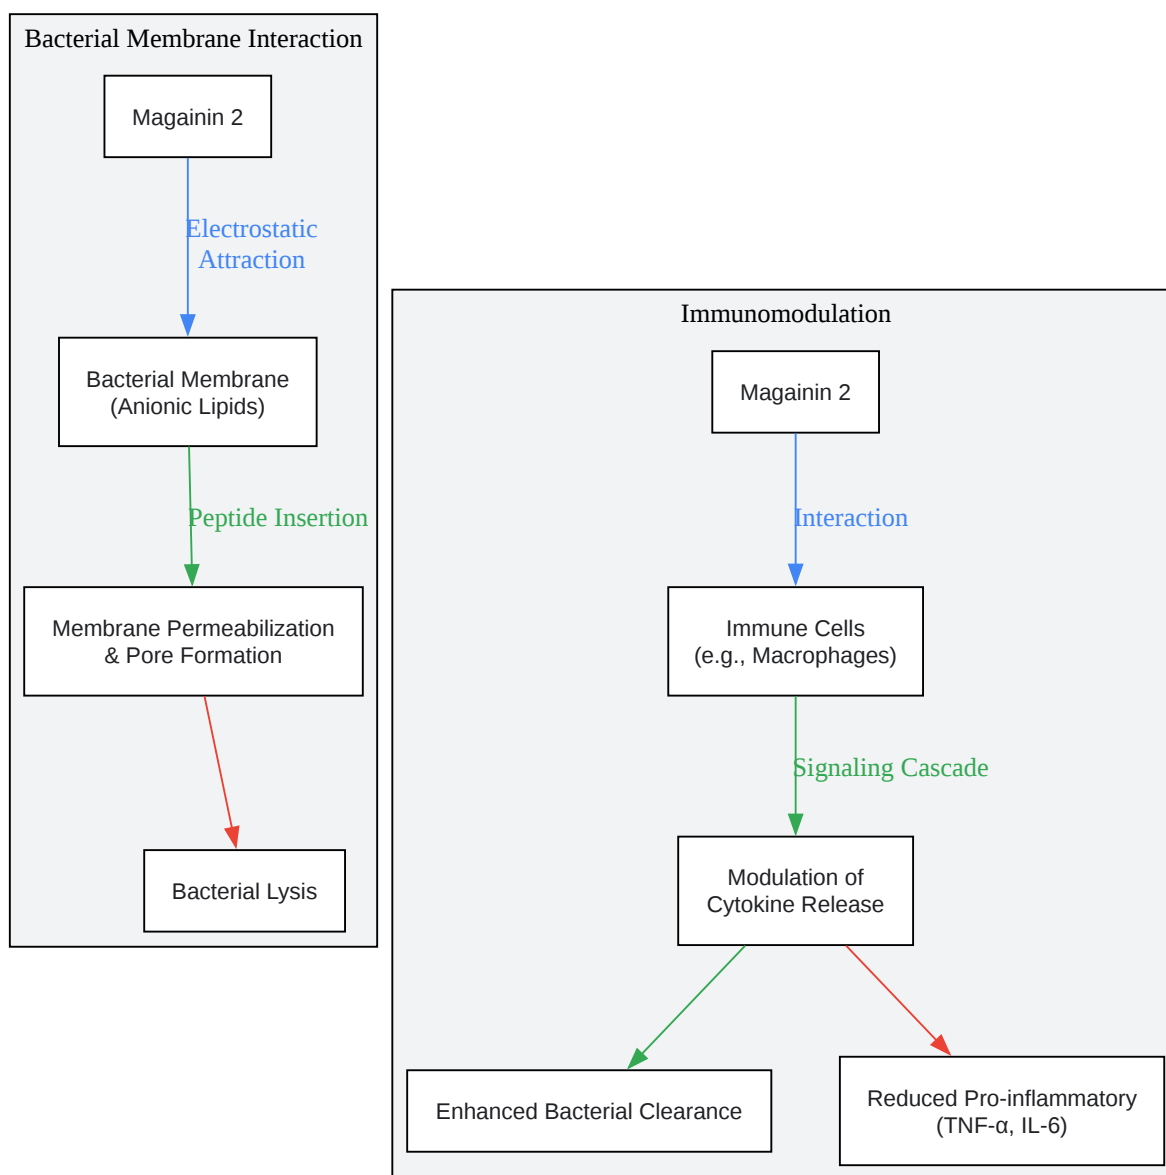 Bacterial Membrane Interaction
Magainin 2
Electrostatic
Attraction
Bacterial Membrane
(Anionic Lipids)
Peptide Insertion
Membrane Permeabilization
& Pore Formation
Bacterial Lysis
Immunomodulation
Magainin 2
Interaction
Immune Cells
(e.g., Macrophages)
Signaling Cascade
Modulation of
Cytokine Release
Enhanced Bacterial Clearance
Reduced Pro-inflammatory
(TNF-α, IL-6)